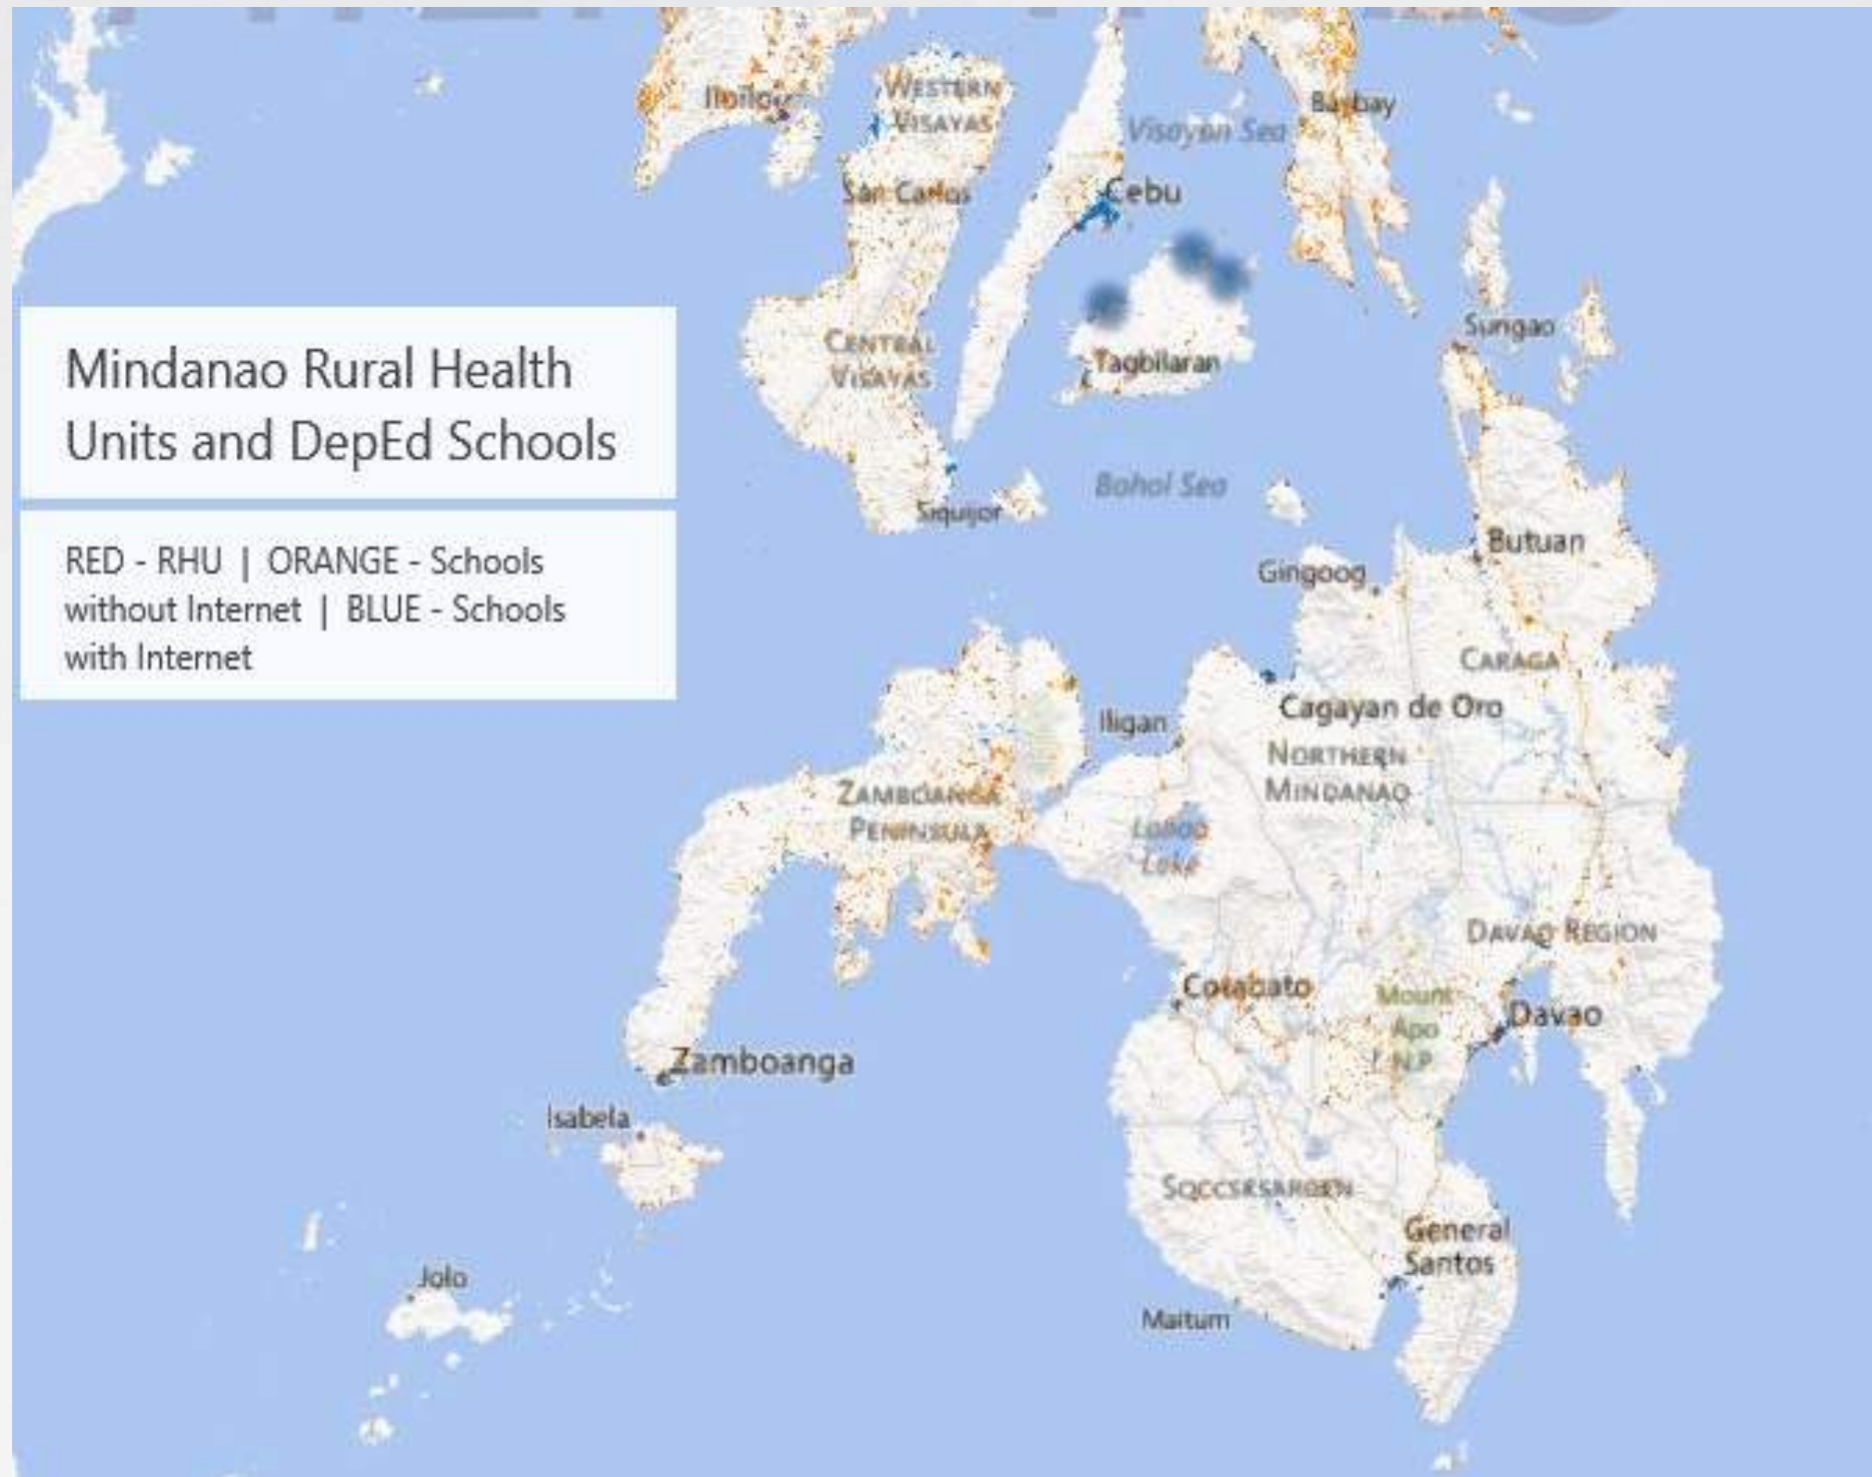 Iloilo
WESTERN
VISAYAS
Baybay
Visayan Sea
San Carlos
Cebu
Mindanao Rural Health
Units and DepEd Schools
Surigao
CENTRAL
VISAYAS
Tagbilaran
Bohol Sea
Siquijor
RED - RHU | ORANGE - Schools
without Internet | BLUE - Schools
with Internet
Butuan
Gingoog
CARAGA
Iligan
Cagayan de Oro
NORTHERN
MINDANAO
ZAMBOANGA
PENINSULA
Lanao
Lake
DAVAO REGION
Cotabato
Mount
Apo
N.P.
Davao
Zamboanga
Isabela
SOCCSKSARGEN
General
Santos
Jolo
Maitum